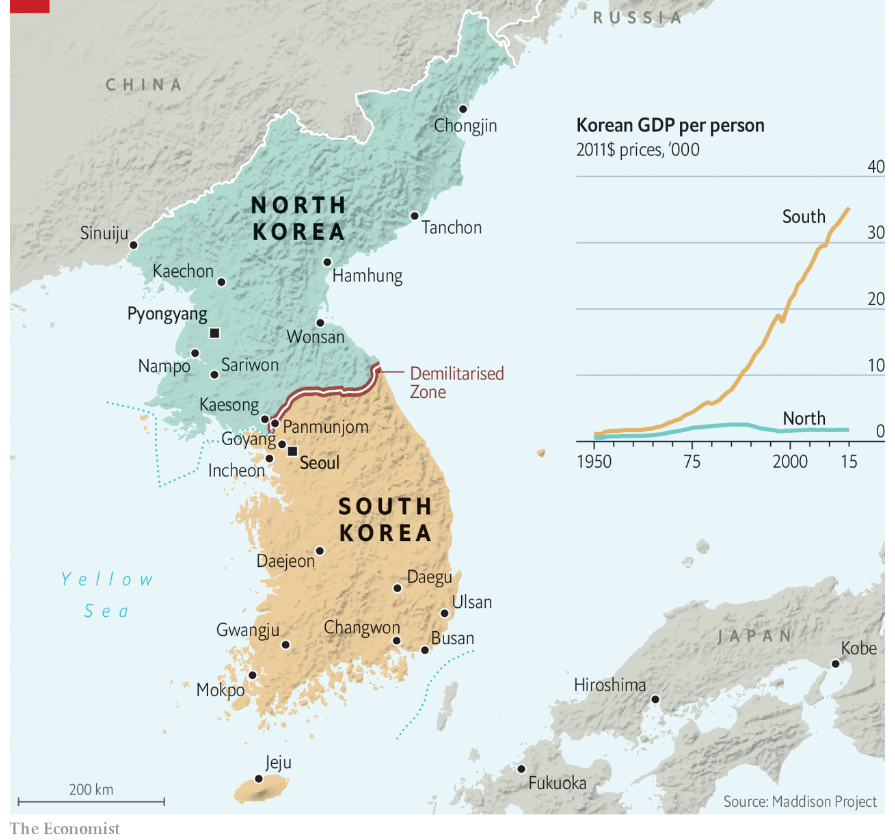 RUSSIA
CHINA
Chongjin
Korean GDP per person
2011$ prices, ’000
40
South
30
20
10
North
0
1950
75
2000
15
NORTH
KOREA
Tanchon
Sinuiju
Kaechon
Hamhung
Pyongyang
Wonsan
Nampo
Sariwon
Demilitarised
Zone
Kaesong
Panmunjom
Goyang
Incheon
Seoul
SOUTH
KOREA
Daejeon
Daegu
Yellow
Sea
Ulsan
Gwangju
Changwon
Busan
JAPAN
Kobe
Mokpo
Hiroshima
Jeju
200 km
Fukuoka
Source: Maddison Project
The Economist